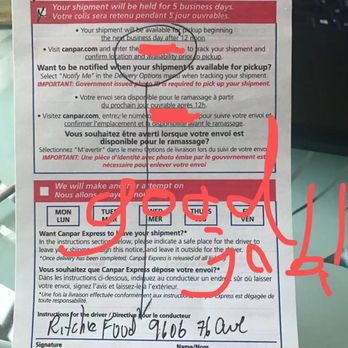 Your shipment will be held for 5 business days.
Votre colis sera retenu pendant 5 jour ouvrables.
• Your shipment will be available for pickup beginning
the next business day after 12 noon.
• Visit canpar.com and enter the to track your shipment and
confirm location and availability prior to pickup.
Want to be notified when your shipment is available for pickup?
Select "Notify Me" in the Delivery Options menu when tracking your shipment.
IMPORTANT: Government issued photo ID is required to pick up your shipment.
• Votre envoi sera disponible pour le ramassage à partir
du prochain jour ouvrable après 12h.
• Visitez canpar.com, entrez le numéro pour suivre votre envoi et
confirmer l'emplacement et la disponibilité avant le ramassage.
Vous souhaitez être averti lorsque votre envoi est
disponible pour le ramassage?
Sélectionnez "M'avertir" dans le menu Options de livraison lors du suivi de votre envoi.
IMPORTANT: Une pièce d'identité avec photo émise par le gouvernement est
nécessaire pour enlever votre envoi
We will make another attempt on
Nous allons
good
job
MON TUES WED THURS FRI
LUN MAR MER JEU VEN
Want Canpar Express to leave your shipment?*
In the instructions below, please indicate a safe place for the driver to
leave your shipment, sign through this notice, and leave it outside for the driver.
*Once delivery has been completed, Canpar Express is released of all
Vous souhaitez que Canpar Express dépose votre envoi?*
Dans les instructions ci-dessous, indiquez au conducteur un endroit sûr où laisser
votre envoi, signez l'avis et laissez-le à l'extérieur.
*Une fois la livraison effectuée conformément aux instructions, Canpar Express est dégagée de
toute responsabilité.
Instructions for the driver / Directive pour le conducteur
Ritchie Food 9606 76 Ave
Signature Name/Nom